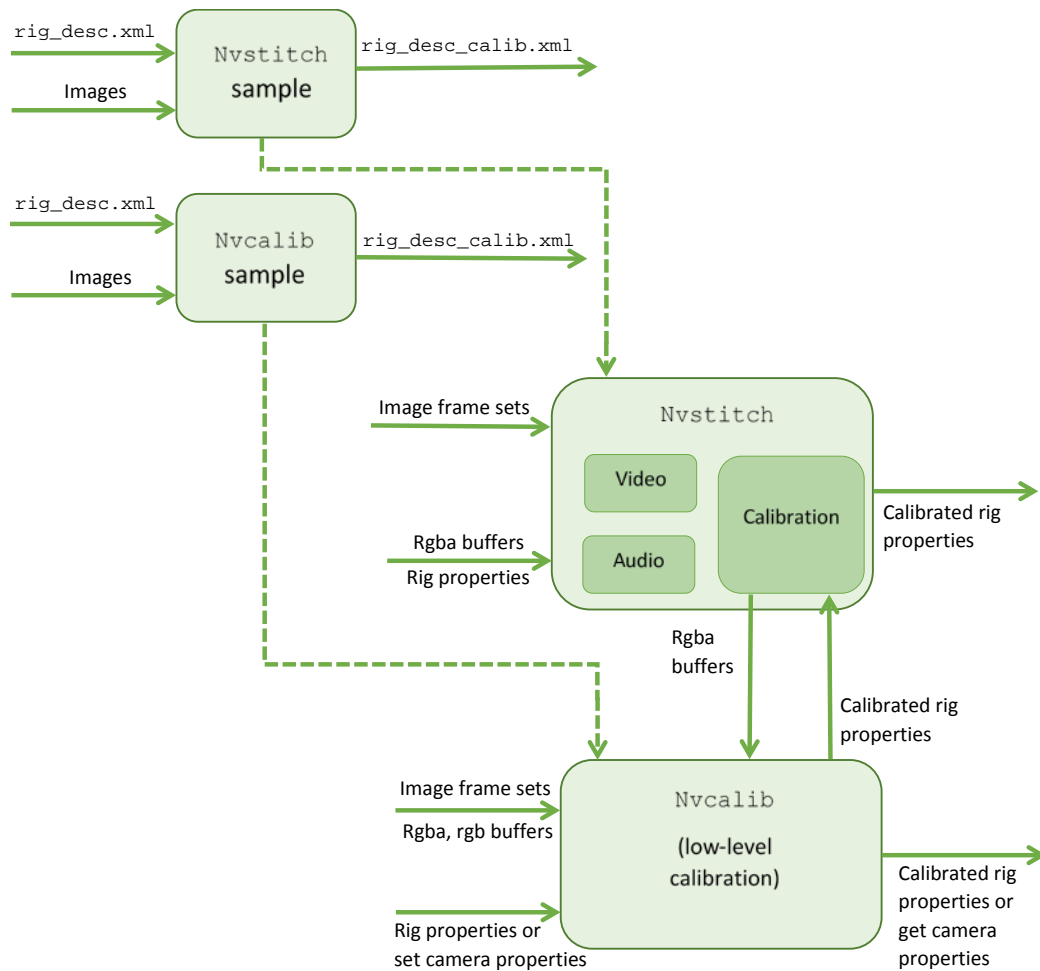 rig_desc.xml
Nvstitch
sample
rig_desc_calib.xml
Images
rig_desc.xml
Nvcalib
sample
rig_desc_calib.xml
Images
Image frame sets
Nvstitch
Video
Calibration
Audio
Rgba buffers
Rig properties
Calibrated rig
properties
Rgba
buffers
Calibrated rig
properties
Image frame sets
Rgba, rgb buffers
Nvcalib
(low-level
calibration)
Rig properties or
set camera properties
Calibrated rig
properties or
get camera
properties